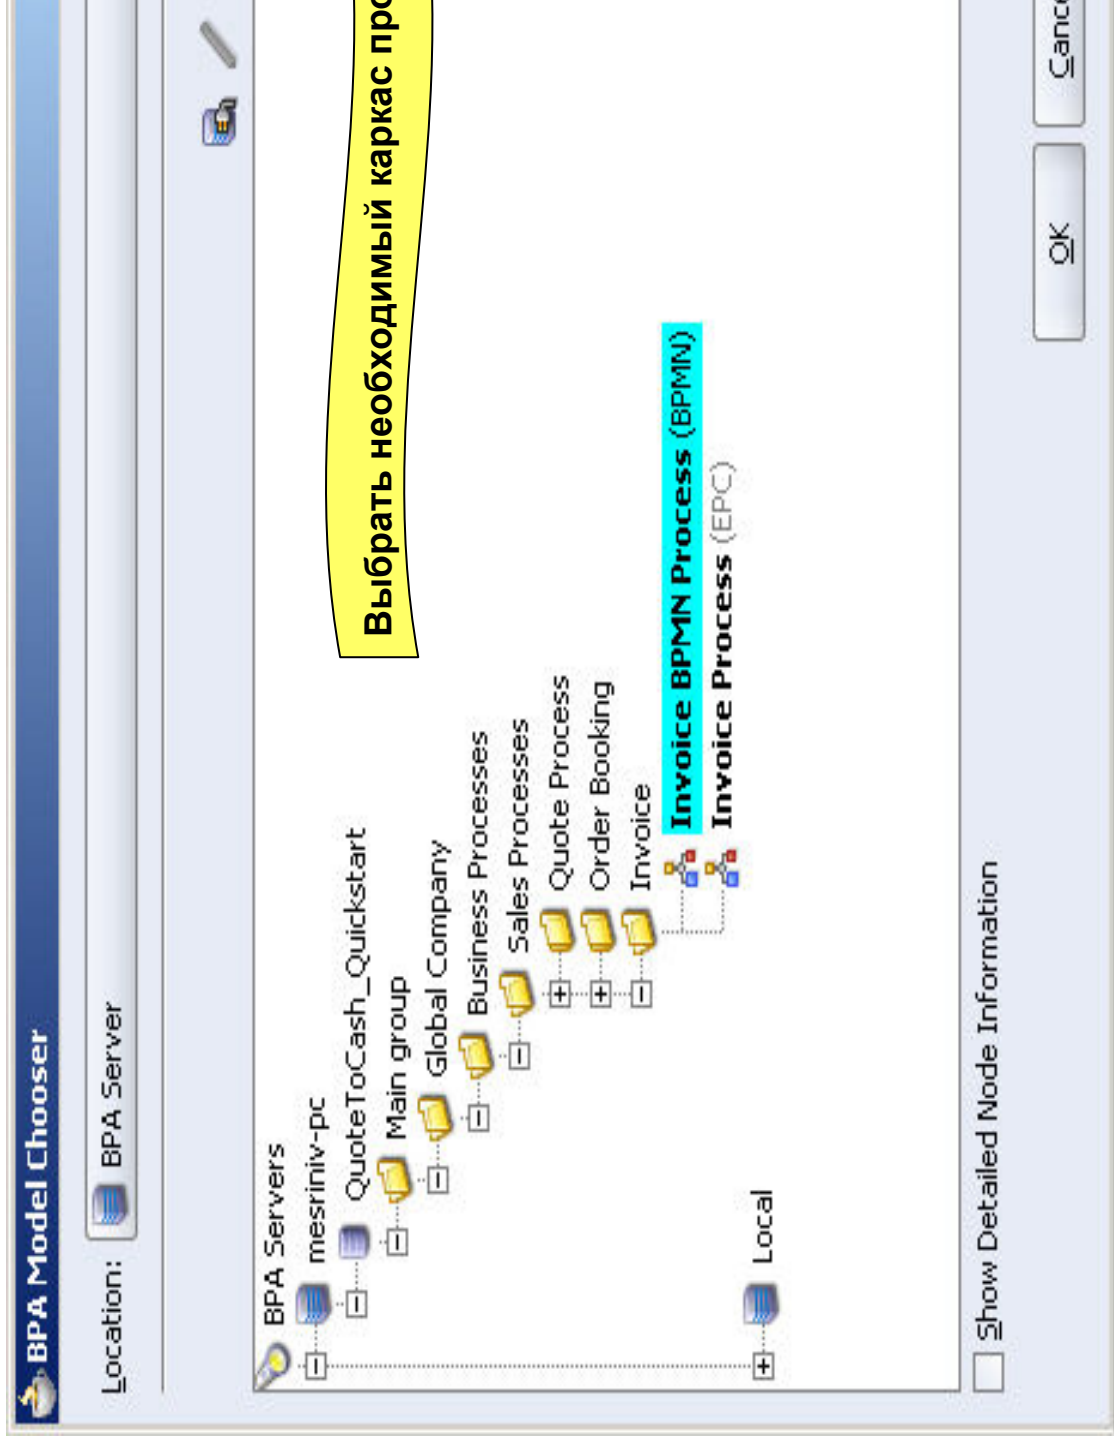 BPA Model Chooser
Location: BPA Server
Выбрать необходимый каркас
BPA Servers
mesriniv-pc
QuoteToCash_Quickstart
Main group
Global Company
Business Processes
Sales Processes
Quote Process
Order Booking
Invoice
Invoice BPMN Process (BPMN)
Invoice Process (EPC)
Local
Show Detailed Node Information
OK